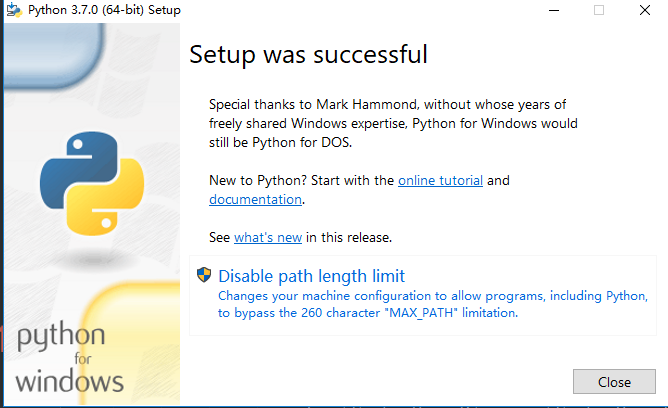 Python 3.7.0 (64-bit) Setup
Setup was successful
Special thanks to Mark Hammond, without whose years of
freely shared Windows expertise, Python for Windows would
still be Python for DOS.
New to Python? Start with the online tutorial and
documentation.
See what's new in this release.
Disable path length limit
Changes your machine configuration to allow programs, including Python,
to bypass the 260 character "MAX_PATH" limitation.
python
for
windows
Close